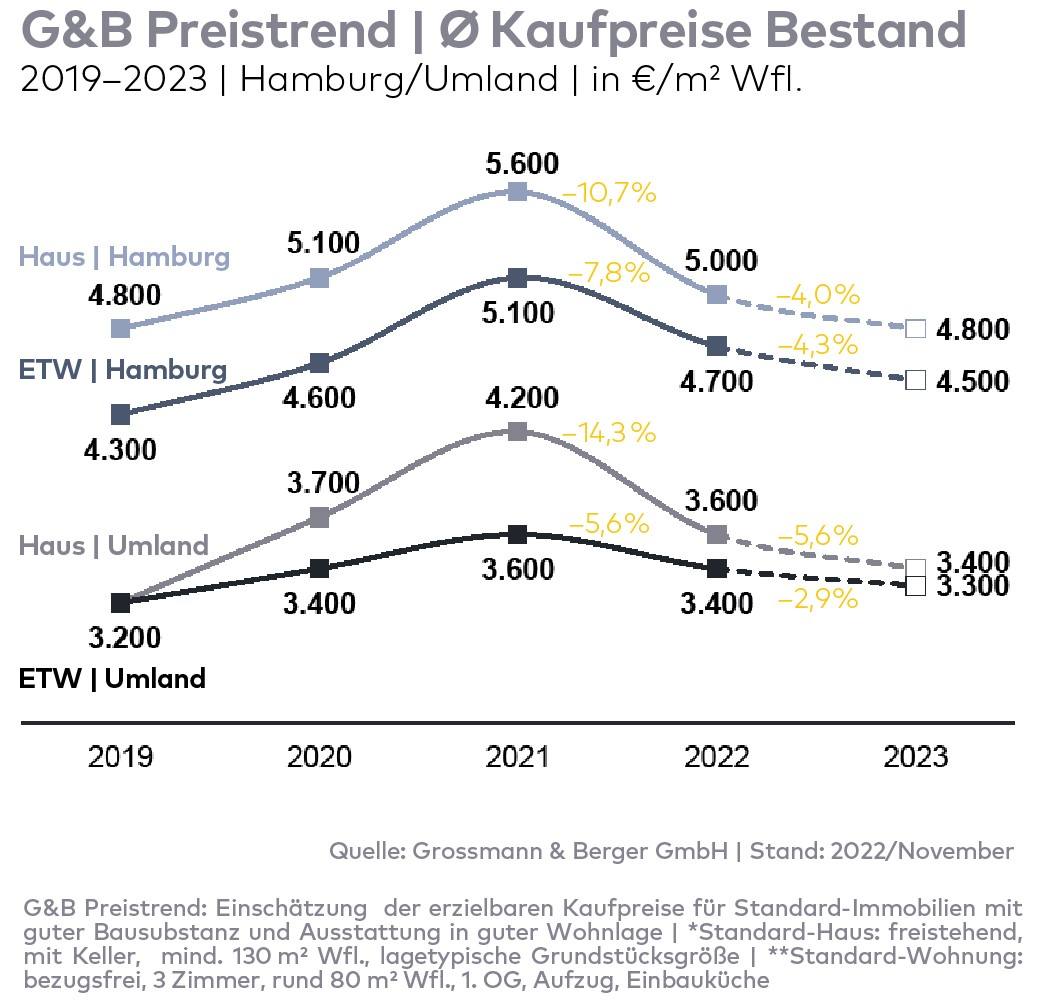 G&B Preistrend | Ø Kaufpreise Bestand
2019–2023 | Hamburg/Umland | in €/m² Wfl.
5.600
–10,7%
5.100
Haus | Hamburg
4.800
5.000
–7,8%
–4,0%
5.100
4.800
ETW | Hamburg
–4,3%
4.600
4.700
4.500
4.300
4.200
–14,3%
3.700
3.600
Haus | Umland
–5,6%
–5,6%
3.400
3.600
3.300
3.400
3.400
–2,9%
3.200
ETW | Umland
2019 2020 2021 2022 2023
Quelle: Grossmann & Berger GmbH | Stand: 2022/November
G&B Preistrend: Einschätzung der erzielbaren Kaufpreise für Standard-Immobilien mit
guter Bausubstanz und Ausstattung in guter Wohnlage | *Standard-Haus: freistehend,
mit Keller, mind. 130 m² Wfl., lagetypische Grundstücksgröße | **Standard-Wohnung:
bezugsfrei, 3 Zimmer, rund 80 m² Wfl., 1. OG, Aufzug, Einbauküche